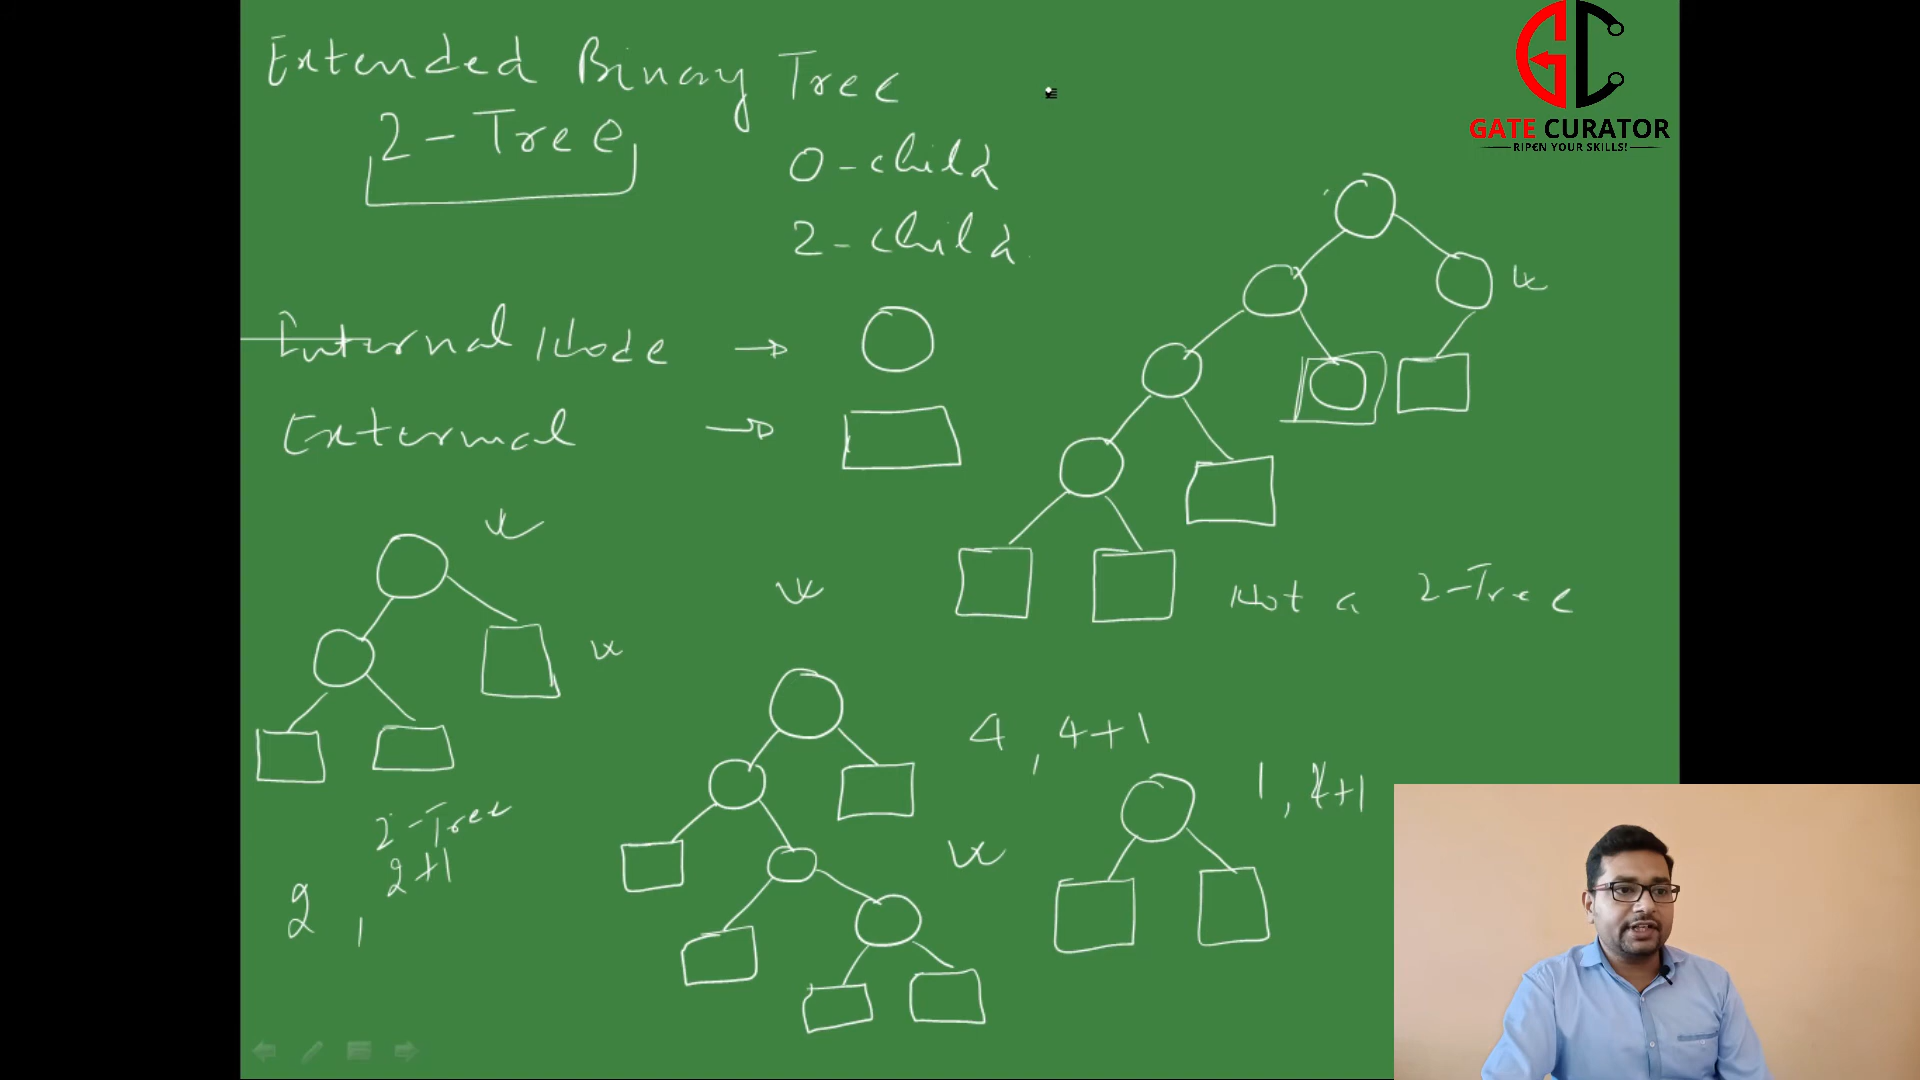 Extended Binary Tree
2-Tree
0-child
2-child
Internal Node →
External →
GATE CURATOR
RIPEN YOUR SKILLS!
Not a 2-Tree
2-Tree
2, 2+1
4, 4+1
1, 1+1